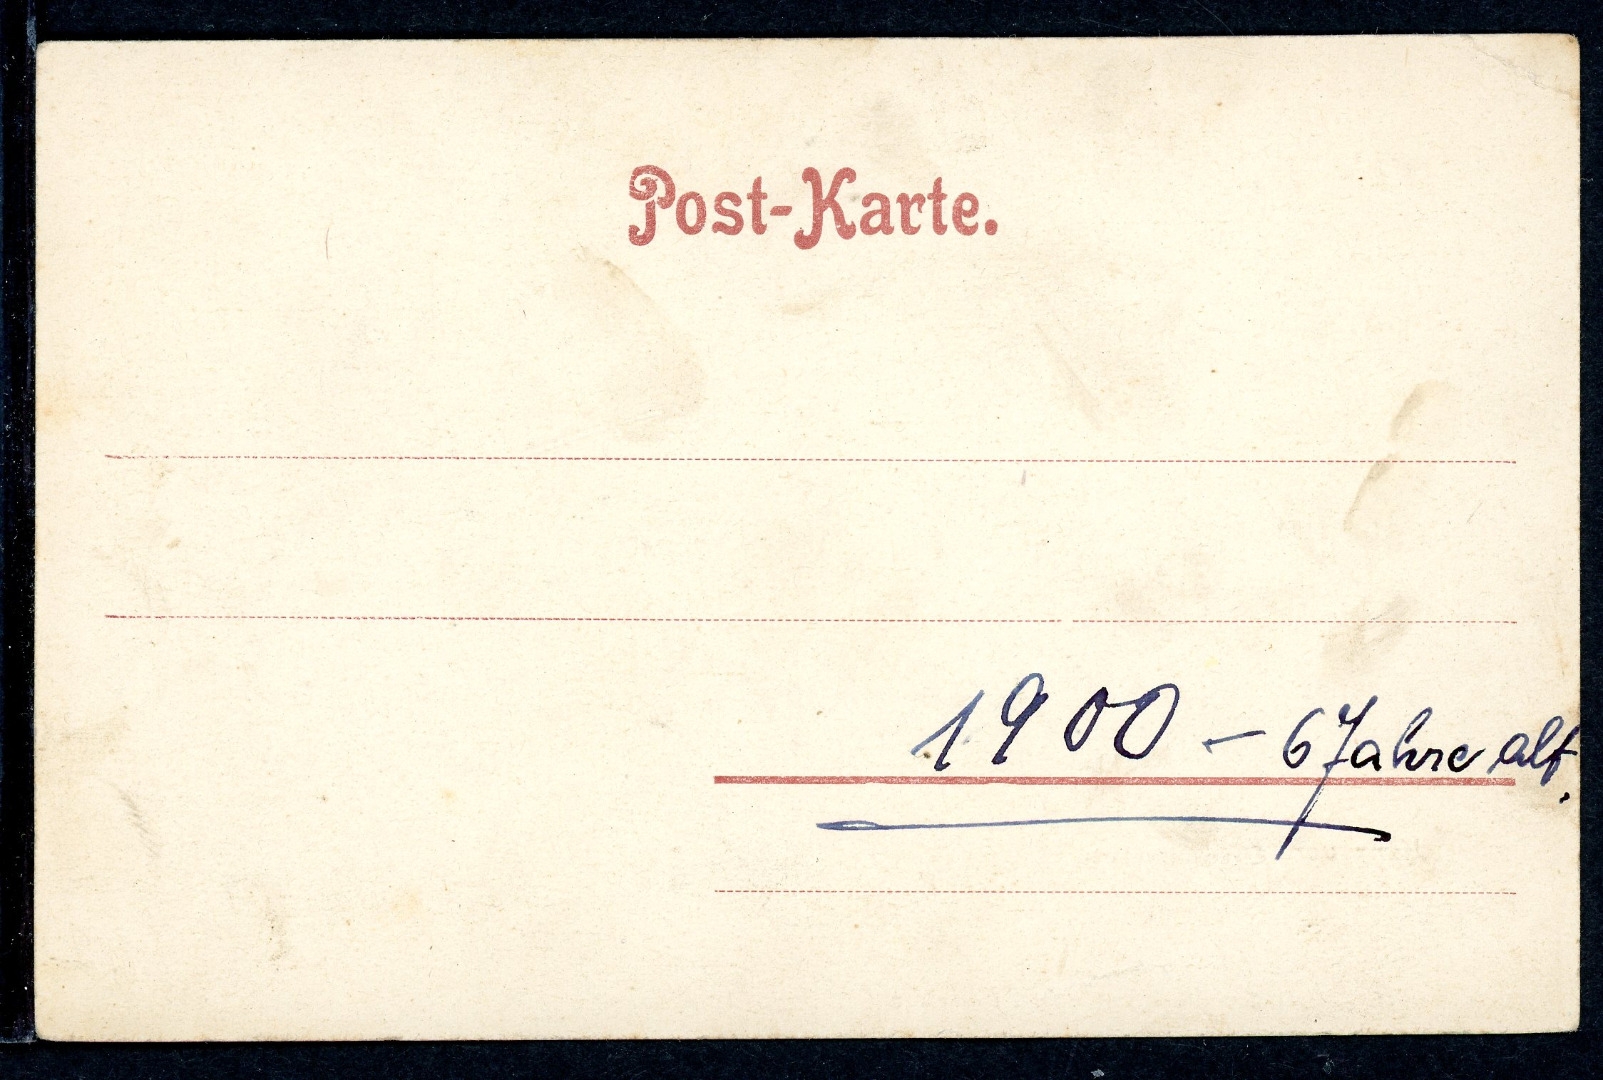 Post-Karte.
1900 – 6 Jahre alt.